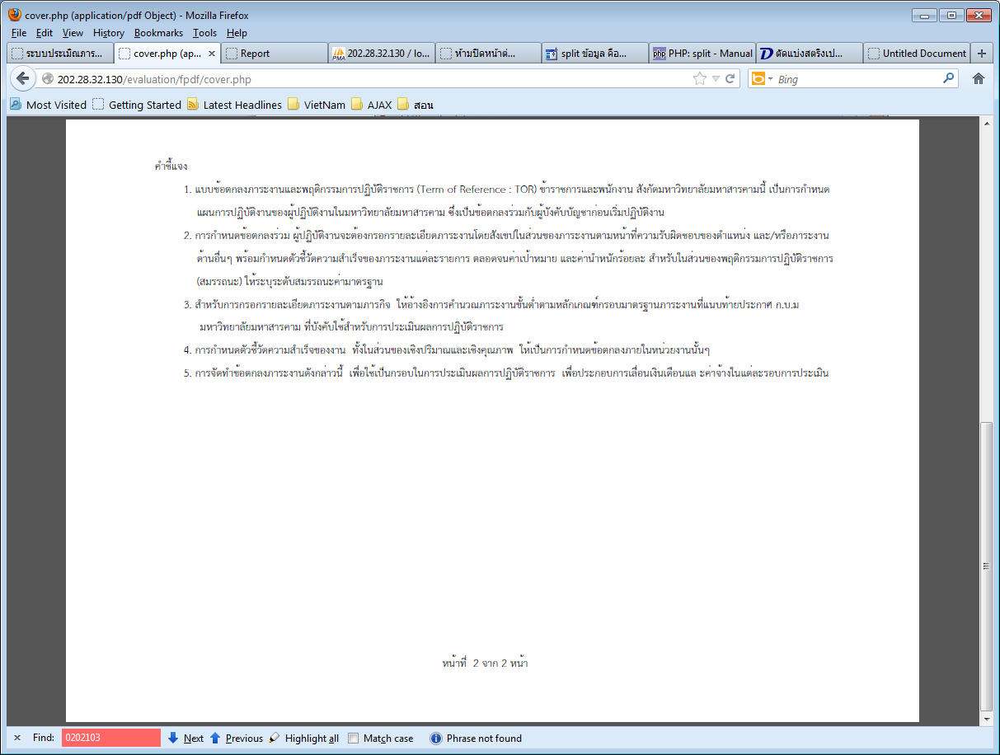 cover.php (application/pdf Object) - Mozilla Firefox
File Edit View History Bookmarks Tools Help
ระบบประเมินภาร... cover.php (ap... Report 202.28.32.130 / lo... ห้ามปิดหน้าต่... split ข้อมูล คือ... PHP: split - Manual ตัดแบ่งสตริงเป... Untitled Document
202.28.32.130/evaluation/fpdf/cover.php Bing
Most Visited Getting Started Latest Headlines VietNam AJAX สอน
คำชี้แจง
1. แบบข้อตกลงภาระงานและพฤติกรรมการปฏิบัติราชการ (Term of Reference : TOR) ข้าราชการและพนักงาน สังกัดมหาวิทยาลัยมหาสารคามนี้ เป็นการกำหนด
แผนการปฏิบัติงานของผู้ปฏิบัติงานในมหาวิทยาลัยมหาสารคาม ซึ่งเป็นข้อตกลงร่วมกับผู้บังคับบัญชาก่อนเริ่มปฏิบัติงาน
2. การกำหนดข้อตกลงร่วม ผู้ปฏิบัติงานจะต้องกรอกรายละเอียดภาระงานโดยสังเขปในส่วนของภาระงานตามหน้าที่ความรับผิดชอบของตำแหน่ง และ/หรือภาระงาน
ด้านอื่นๆ พร้อมกำหนดตัวชี้วัดความสำเร็จของภาระงานแต่ละรายการ ตลอดจนค่าเป้าหมาย และค่าน้ำหนักร้อยละ สำหรับในส่วนของพฤติกรรมการปฏิบัติราชการ
(สมรรถนะ) ให้ระบุระดับสมรรถนะค่ามาตรฐาน
3. สำหรับการกรอกรายละเอียดภาระงานตามภารกิจ ให้อ้างอิงการคำนวณภาระงานขั้นต่ำตามหลักเกณฑ์กรอบมาตรฐานภาระงานที่แนบท้ายประกาศ ก.บ.ม
มหาวิทยาลัยมหาสารคาม ที่บังคับใช้สำหรับการประเมินผลการปฏิบัติราชการ
4. การกำหนดตัวชี้วัดความสำเร็จของงาน ทั้งในส่วนของเชิงปริมาณและเชิงคุณภาพ ให้เป็นการกำหนดข้อตกลงภายในหน่วยงานนั้นๆ
5. การจัดทำข้อตกลงภาระงานดังกล่าวนี้ เพื่อใช้เป็นกรอบในการประเมินผลการปฏิบัติราชการ เพื่อประกอบการเลื่อนเงินเดือนแล ะค่าจ้างในแต่ละรอบการประเมิน
หน้าที่ 2 จาก 2 หน้า
Find: 0202103 Next Previous Highlight all Match case Phrase not found